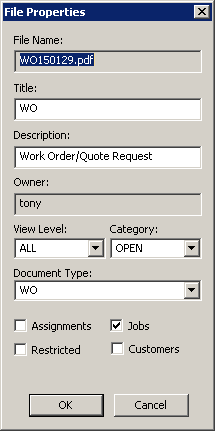 File Properties
File Name:
WO150129.pdf
Title:
WO
Description:
Work Order/Quote Request
Owner:
tony
View Level: Category:
ALL OPEN
Document Type:
WO
Assignments Jobs
Restricted Customers
OK Cancel